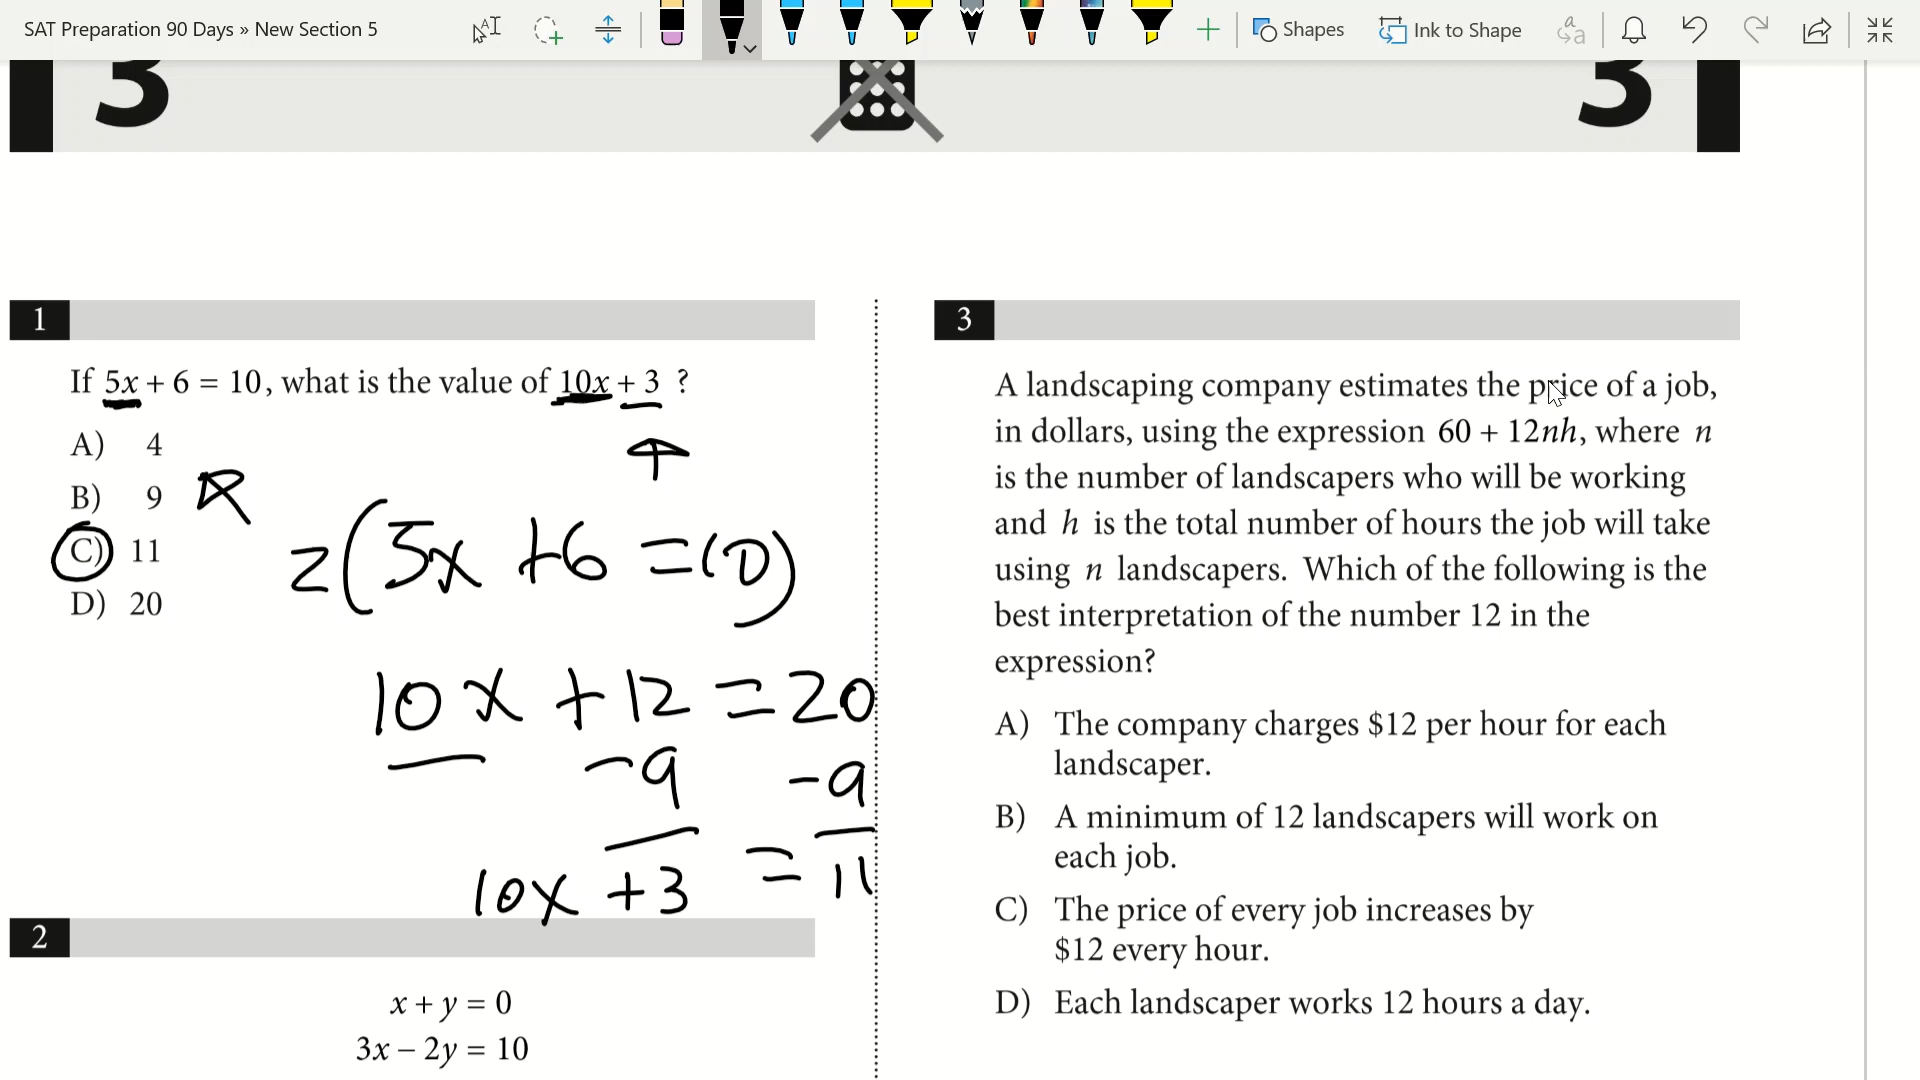 SAT Preparation 90 Days » New Section 5
Shapes
Ink to Shape
3
3
1
If 5x + 6 = 10, what is the value of 10x + 3 ?
A) 4
B) 9
C) 11
D) 20
2(5x + 6 = 10)
10x + 12 = 20
-9 -9
10x + 3 = 11
2
x + y = 0
3x – 2y = 10
3
A landscaping company estimates the price of a job,
in dollars, using the expression 60 + 12nh, where n
is the number of landscapers who will be working
and h is the total number of hours the job will take
using n landscapers. Which of the following is the
best interpretation of the number 12 in the
expression?
A) The company charges $12 per hour for each
landscaper.
B) A minimum of 12 landscapers will work on
each job.
C) The price of every job increases by
$12 every hour.
D) Each landscaper works 12 hours a day.